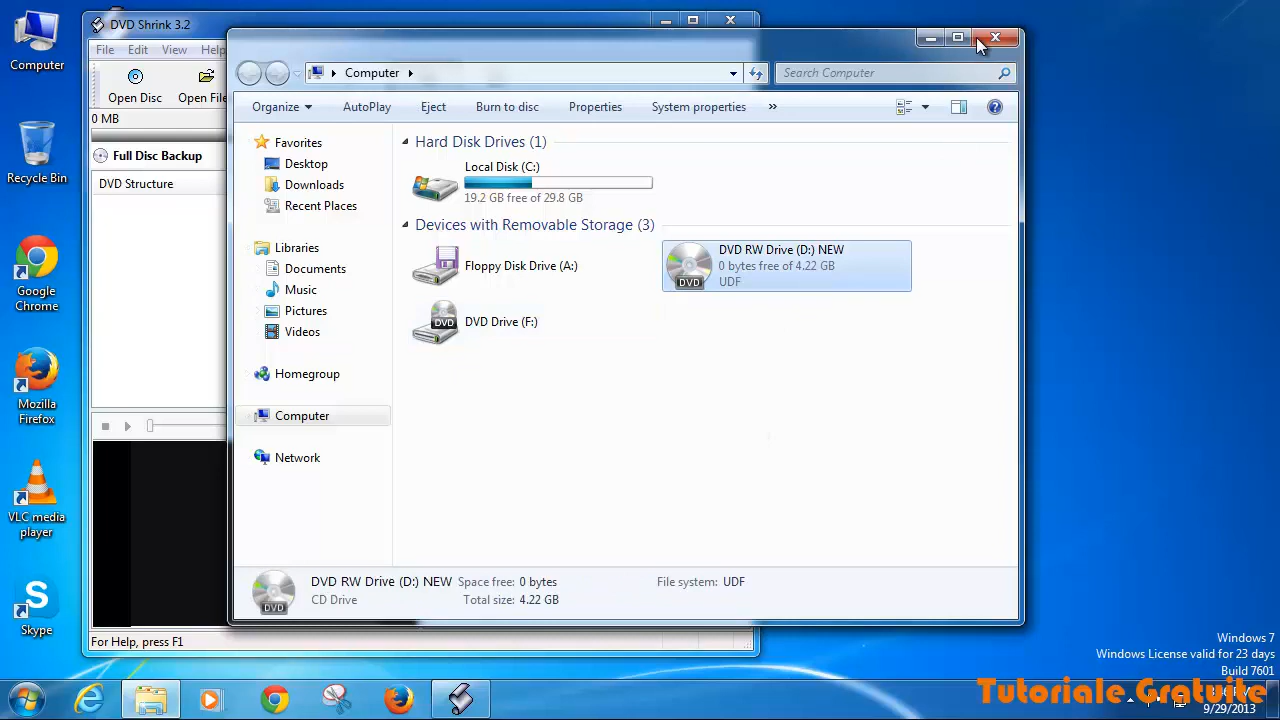 Computer
Recycle Bin
Google
Chrome
Mozilla
Firefox
VLC media
player
Skype
DVD Shrink 3.2
File Edit View Help
Open Disc Open File
0 MB
Full Disc Backup
DVD Structure
For Help, press F1
Computer
Search Computer
Organize AutoPlay Eject Burn to disc Properties System properties »
Favorites
Desktop
Downloads
Recent Places
Libraries
Documents
Music
Pictures
Videos
Homegroup
Computer
Network
Hard Disk Drives (1)
Local Disk (C:)
19.2 GB free of 29.8 GB
Devices with Removable Storage (3)
Floppy Disk Drive (A:)
DVD RW Drive (D:) NEW
0 bytes free of 4.22 GB
UDF
DVD
DVD Drive (F:)
DVD
DVD RW Drive (D:) NEW Space free: 0 bytes File system: UDF
CD Drive Total size: 4.22 GB
DVD
Windows 7
Windows License valid for 23 days
Build 7601
Tutoriale Gratuite
9/29/2013